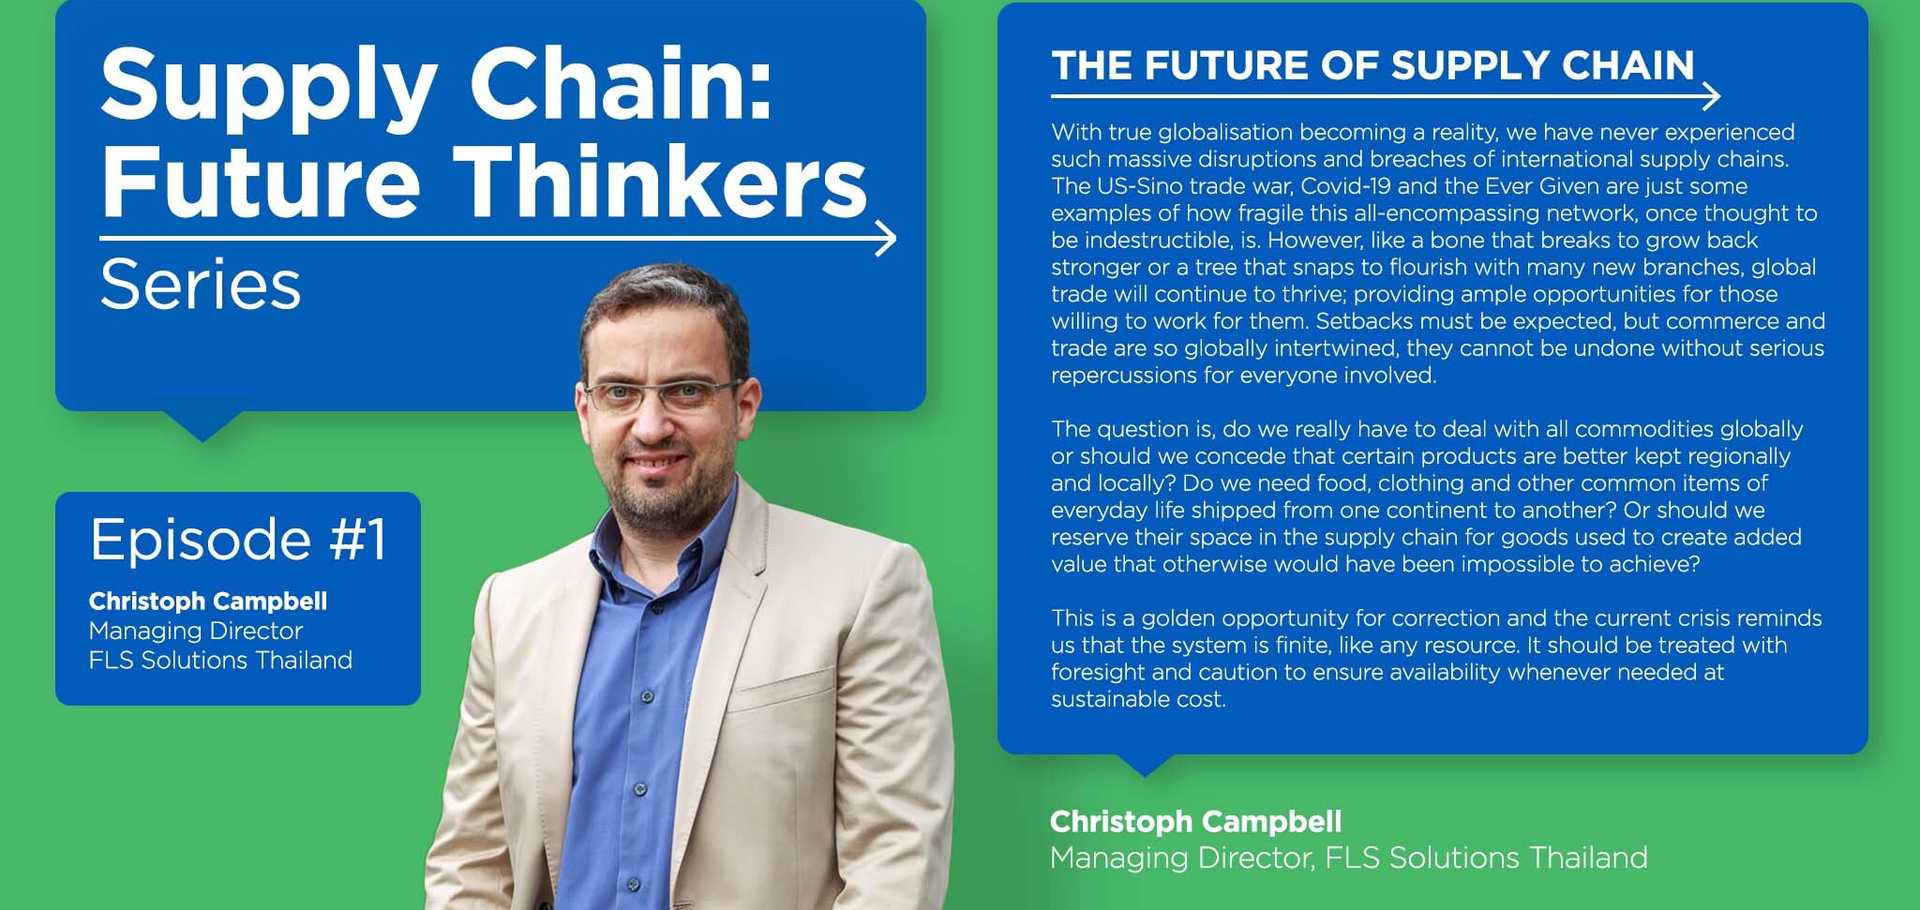 Supply Chain:
Future Thinkers
Series
Episode #1
Christoph Campbell
Managing Director
FLS Solutions Thailand
THE FUTURE OF SUPPLY CHAIN
With true globalisation becoming a reality, we have never experienced
such massive disruptions and breaches of international supply chains.
The US-Sino trade war, Covid-19 and the Ever Given are just some
examples of how fragile this all-encompassing network, once thought to
be indestructible, is. However, like a bone that breaks to grow back
stronger or a tree that snaps to flourish with many new branches, global
trade will continue to thrive; providing ample opportunities for those
willing to work for them. Setbacks must be expected, but commerce and
trade are so globally intertwined, they cannot be undone without serious
repercussions for everyone involved.
The question is, do we really have to deal with all commodities globally
or should we concede that certain products are better kept regionally
and locally? Do we need food, clothing and other common items of
everyday life shipped from one continent to another? Or should we
reserve their space in the supply chain for goods used to create added
value that otherwise would have been impossible to achieve?
This is a golden opportunity for correction and the current crisis reminds
us that the system is finite, like any resource. It should be treated with
foresight and caution to ensure availability whenever needed at
sustainable cost.
Christoph Campbell
Managing Director, FLS Solutions Thailand